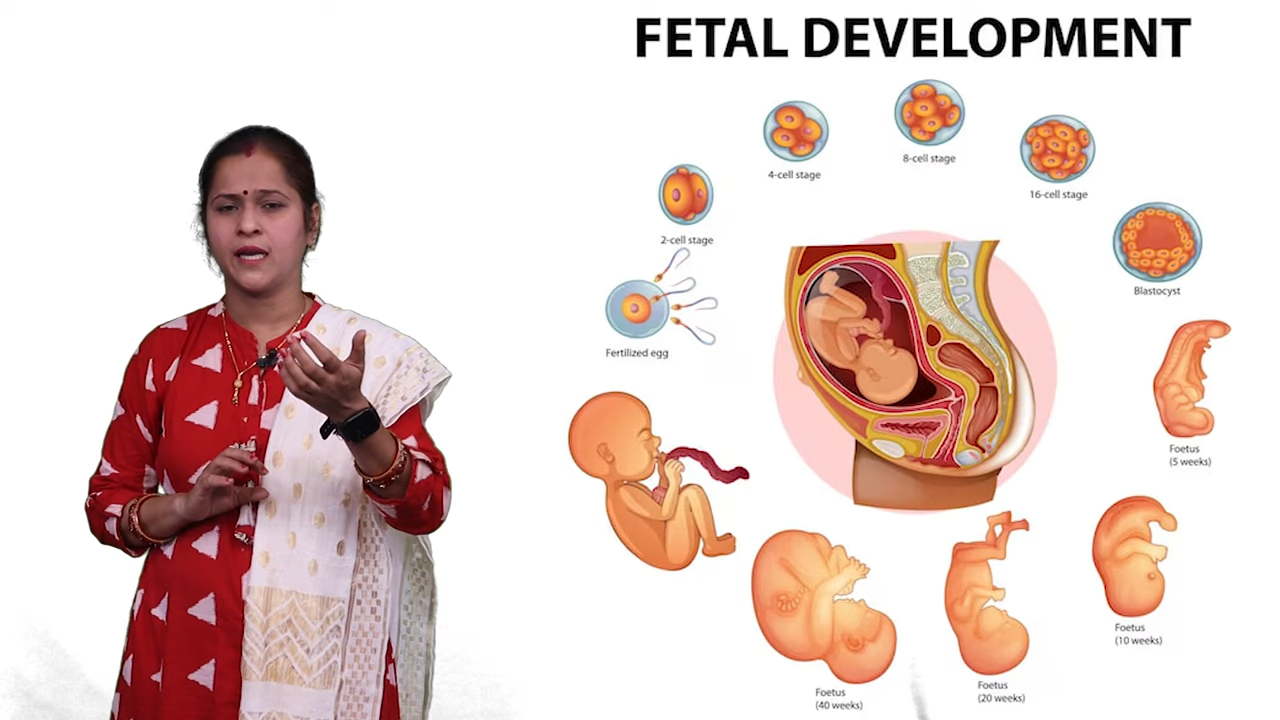 FETAL DEVELOPMENT
8-cell stage
4-cell stage
16-cell stage
2-cell stage
Blastocyst
Fertilized egg
Foetus
(5 weeks)
Foetus
(10 weeks)
Foetus
(20 weeks)
Foetus
(40 weeks)